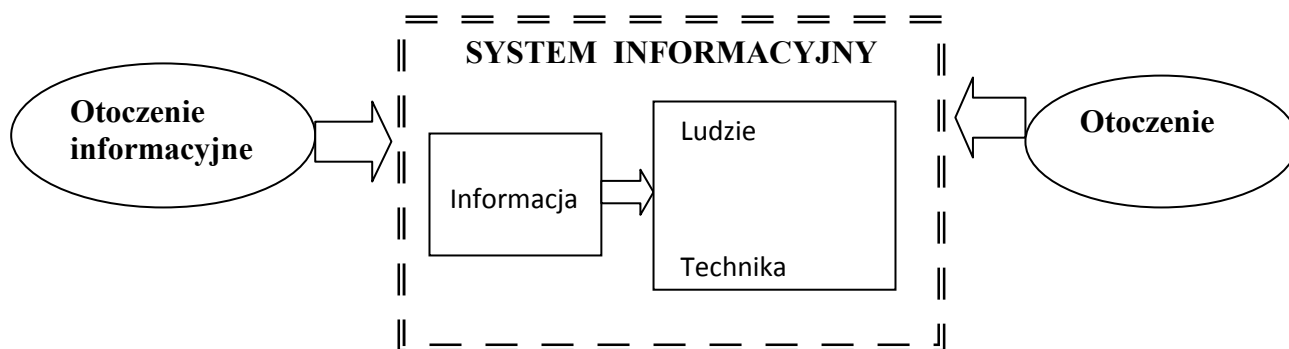 SYSTEM INFORMACYJNY
Otoczenie
informacyjne
Informacja
Ludzie
Technika
Otoczenie